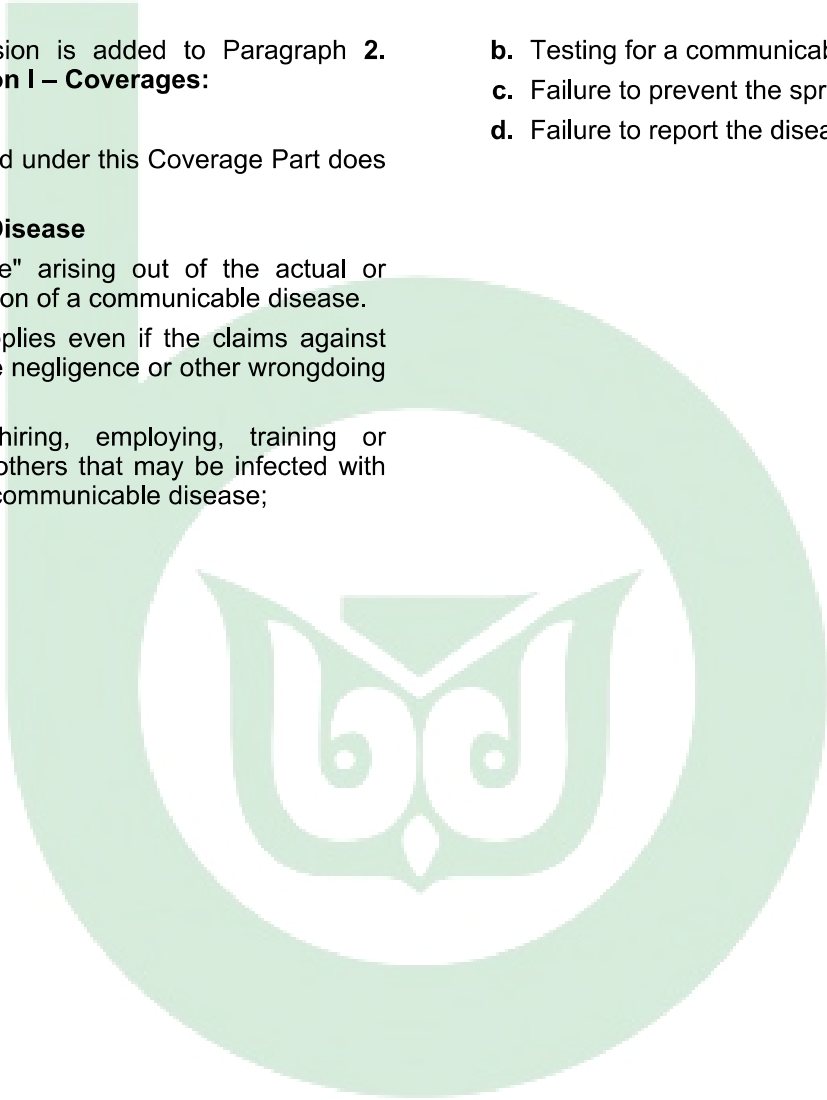 sion is added to Paragraph 2.
on I – Coverages:
d under this Coverage Part does
Disease
e" arising out of the actual or
on of a communicable disease.
plies even if the claims against
e negligence or other wrongdoing
hiring, employing, training or
others that may be infected with
communicable disease;
b. Testing for a communicab
c. Failure to prevent the spr
d. Failure to report the disea